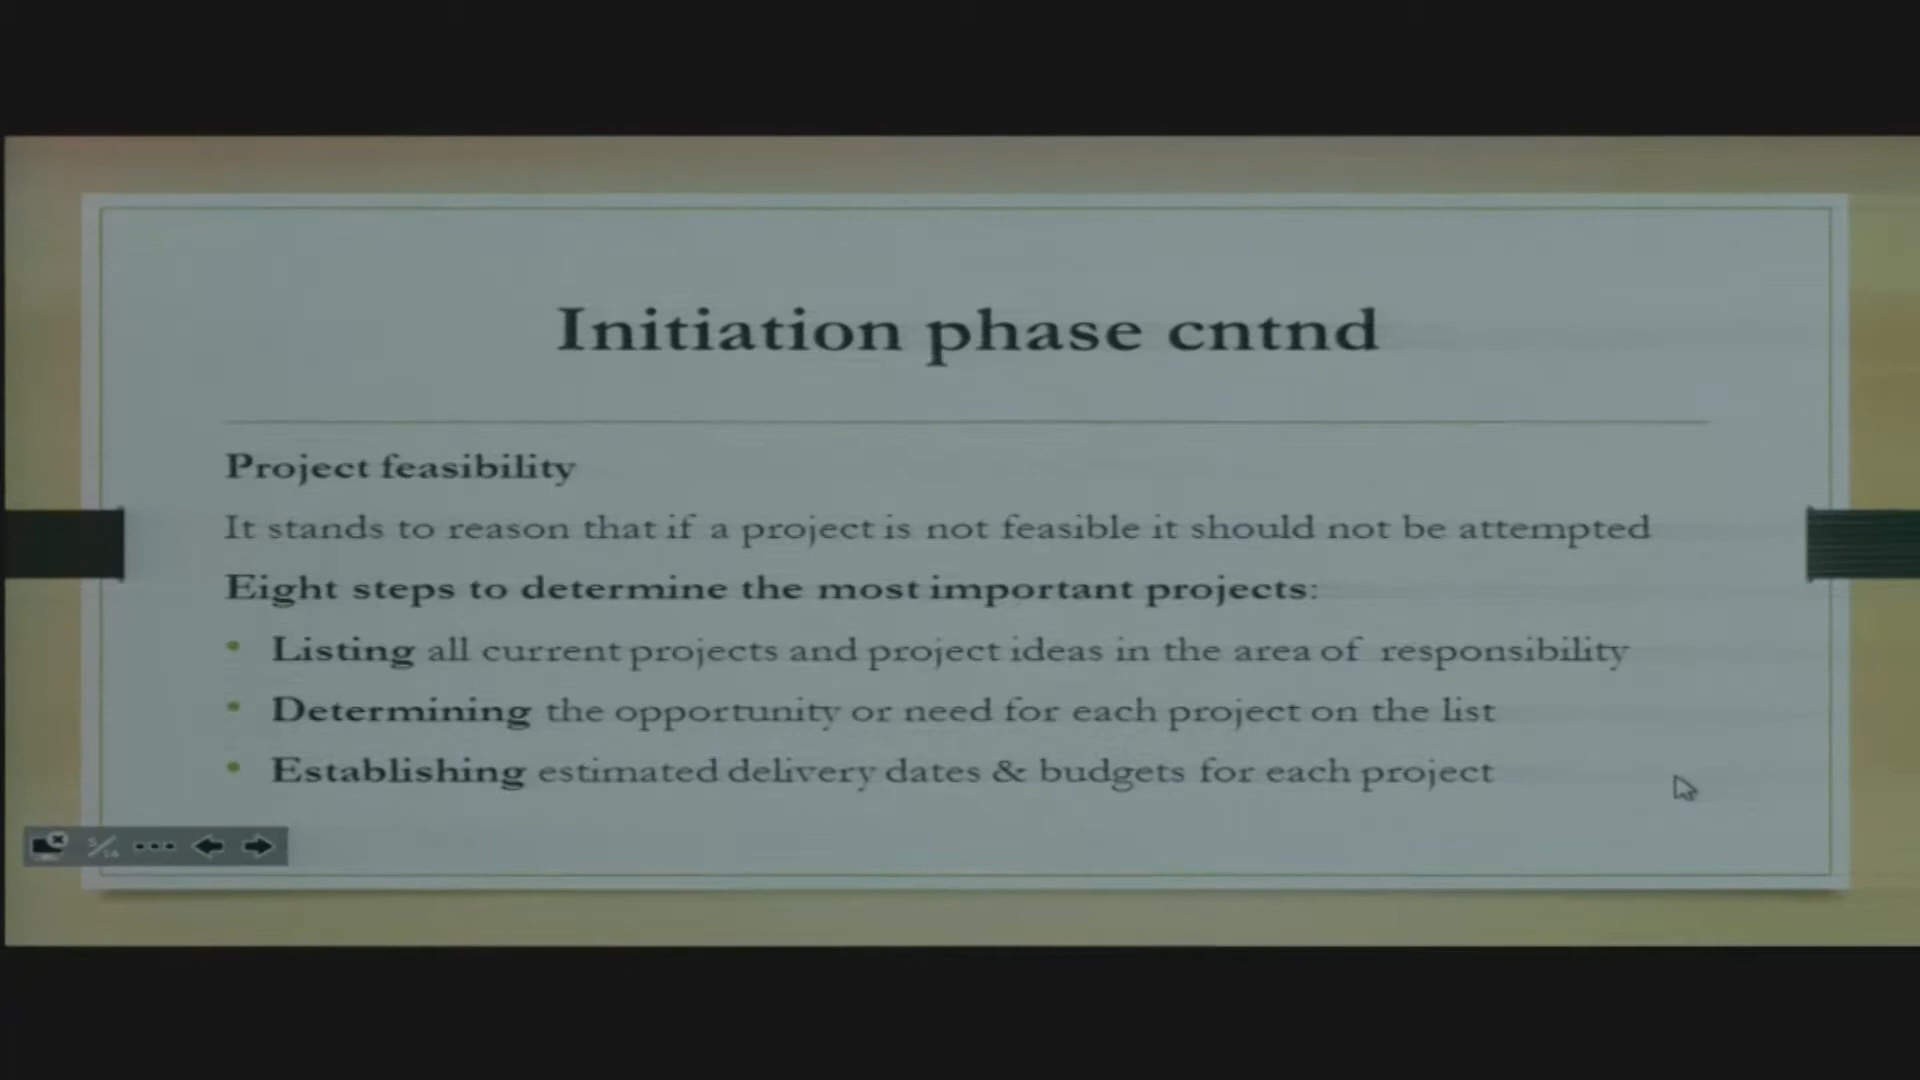 Initiation phase cntnd
Project feasibility
It stands to reason that if a project is not feasible it should not be attempted
Eight steps to determine the most important projects:
• Listing all current projects and project ideas in the area of responsibility
• Determining the opportunity or need for each project on the list
• Establishing estimated delivery dates & budgets for each project